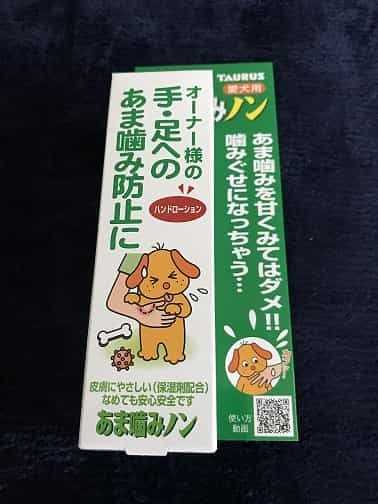 オーナー様の
手・足への
あま噛み防止に
ハンドローション
皮膚にやさしい(保湿剤配合)
なめても安心安全です
あま噛みノン
TAURUS
愛犬用
みノン
あま噛みを甘くみてはダメ!!
噛みぐせになっちゃう…
使い方
動画